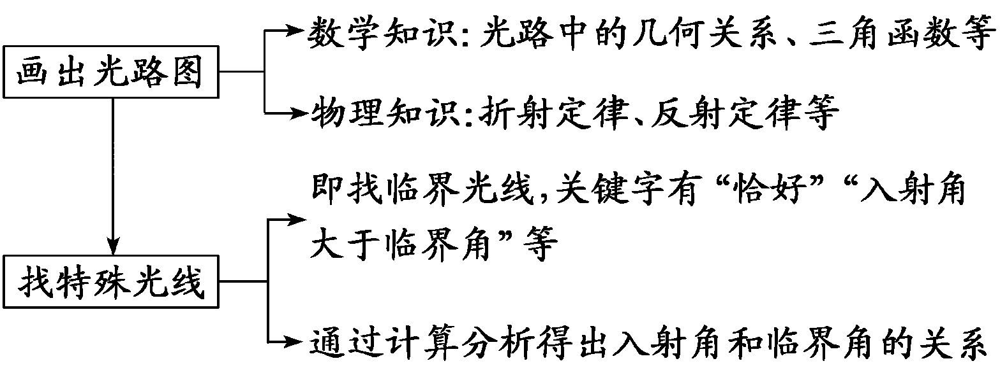 画出光路图
数学知识:光路中的几何关系、三角函数等
物理知识:折射定律、反射定律等
找特殊光线
即找临界光线,关键字有“恰好”“入射角
大于临界角”等
通过计算分析得出入射角和临界角的关系